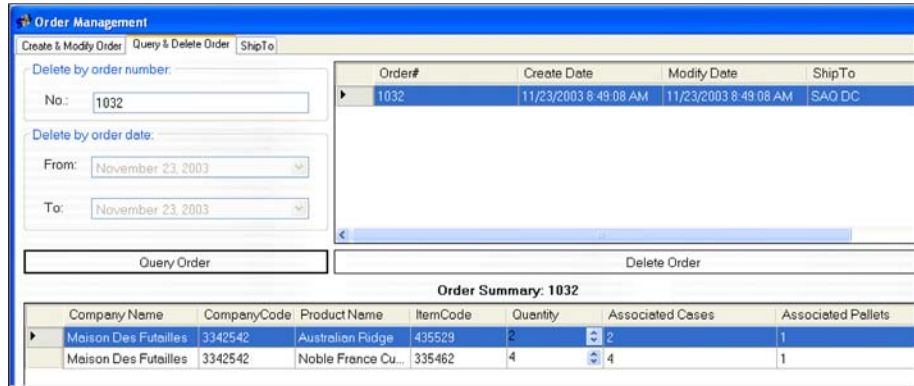 Order Management
Create & Modify Order Query & Delete Order ShipTo
Delete by order number:
No.: 1032
Delete by order date:
From: November 23, 2003
To: November 23, 2003
Order# Create Date Modify Date ShipTo
1032 11/23/2003 8:49:08 AM 11/23/2003 8:49:08 AM SAQ DC
Query Order Delete Order
Order Summary: 1032
Company Name CompanyCode Product Name ItemCode Quantity Associated Cases Associated Pallets
Maison Des Futailles 3342542 Australian Ridge 435529 2 2 1
Maison Des Futailles 3342542 Noble France Cu... 335462 4 4 1